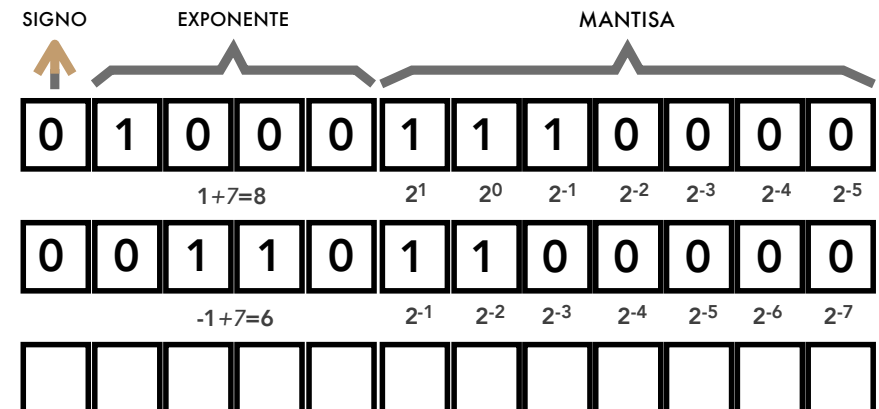 SIGNO EXPONENTE MANTISA
0 1 0 0 0 1 1 1 0 0 0 0
1+7=8 2¹ 2⁰ 2⁻¹ 2⁻² 2⁻³ 2⁻⁴ 2⁻⁵
0 0 1 1 0 1 1 0 0 0 0 0
-1+7=6 2⁻¹ 2⁻² 2⁻³ 2⁻⁴ 2⁻⁵ 2⁻⁶ 2⁻⁷